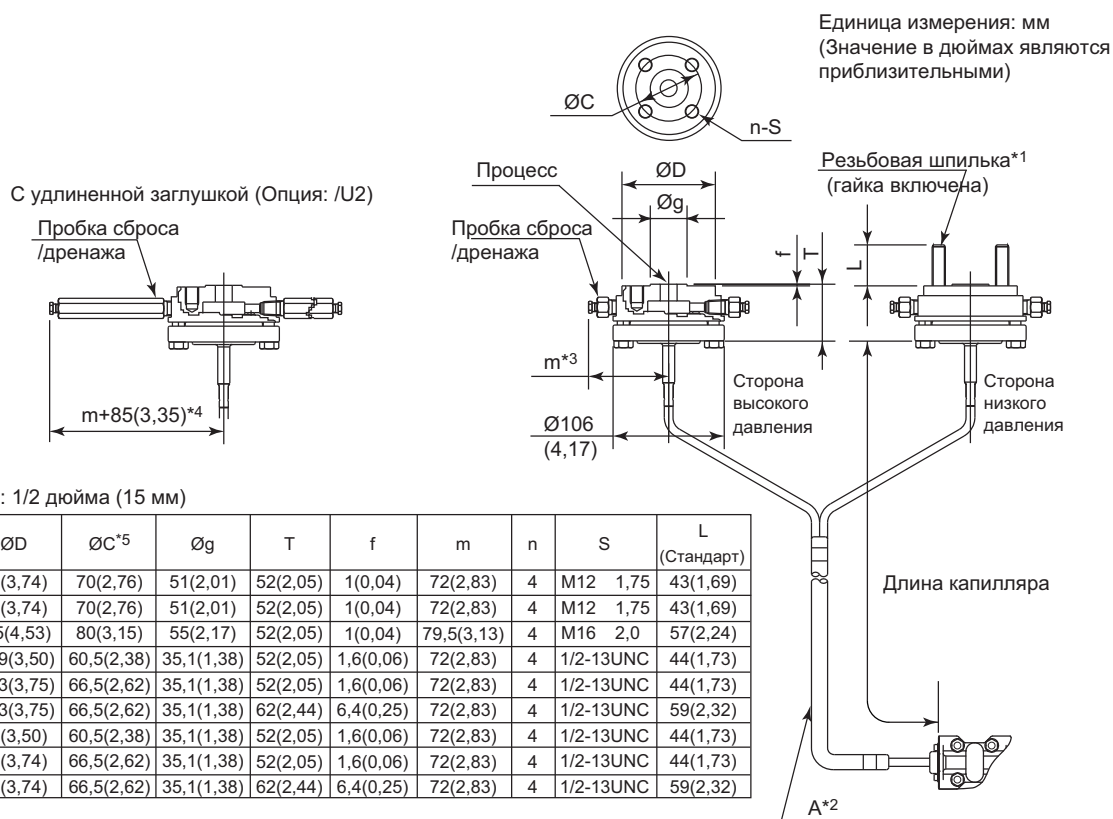 Единица измерения: мм
(Значение в дюймах являются
приблизительными)
ØC
n-S
Процесс
ØD
Øg
Резьбовая шпилька*1
(гайка включена)
С удлиненной заглушкой (Опция: /U2)
Пробка сброса
/дренажа
Пробка сброса
/дренажа
f
T
L
m*3
Ø106
(4,17)
Сторона
высокого
давления
Сторона
низкого
давления
m+85(3,35)*4
: 1/2 дюйма (15 мм)
ØD ØC*5 Øg T f m n S L
(Стандарт)
(3,74) 70(2,76) 51(2,01) 52(2,05) 1(0,04) 72(2,83) 4 M12 1,75 43(1,69)
(3,74) 70(2,76) 51(2,01) 52(2,05) 1(0,04) 72(2,83) 4 M12 1,75 43(1,69)
5(4,53) 80(3,15) 55(2,17) 52(2,05) 1(0,04) 79,5(3,13) 4 M16 2,0 57(2,24)
9(3,50) 60,5(2,38) 35,1(1,38) 52(2,05) 1,6(0,06) 72(2,83) 4 1/2-13UNC 44(1,73)
3(3,75) 66,5(2,62) 35,1(1,38) 52(2,05) 1,6(0,06) 72(2,83) 4 1/2-13UNC 44(1,73)
3(3,75) 66,5(2,62) 35,1(1,38) 62(2,44) 6,4(0,25) 72(2,83) 4 1/2-13UNC 59(2,32)
(3,50) 60,5(2,38) 35,1(1,38) 52(2,05) 1,6(0,06) 72(2,83) 4 1/2-13UNC 44(1,73)
(3,74) 66,5(2,62) 35,1(1,38) 52(2,05) 1,6(0,06) 72(2,83) 4 1/2-13UNC 44(1,73)
(3,74) 66,5(2,62) 35,1(1,38) 62(2,44) 6,4(0,25) 72(2,83) 4 1/2-13UNC 59(2,32)
Длина капилляра
A*2